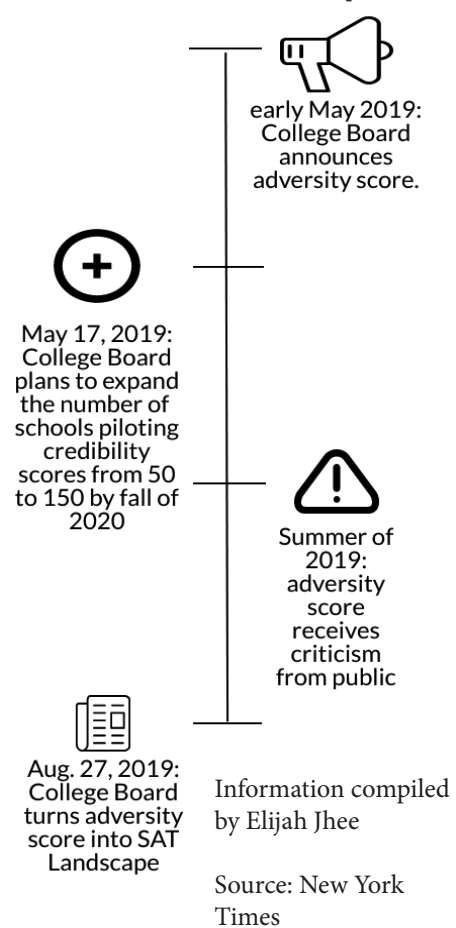 early May 2019:
College Board
announces
adversity score.
May 17, 2019:
College Board
plans to expand
the number of
schools piloting
credibility
scores from 50
to 150 by fall of
2020
Summer of
2019:
adversity
score
receives
criticism
from public
Aug. 27, 2019:
College Board
turns adversity
score into SAT
Landscape
Information compiled
by Elijah Jhee
Source: New York
Times